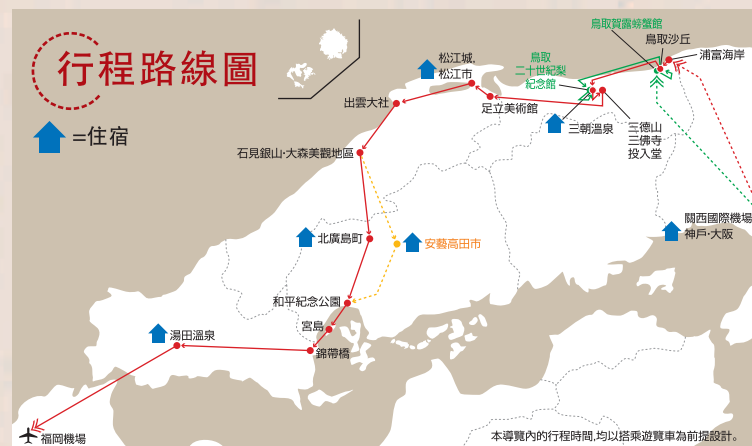 行程路線圖
=住宿
鳥取賀露螃蟹館
鳥取沙丘
浦富海岸
鳥取
二十世紀梨
紀念館
松江城,
松江市
出雲大社
足立美術館
三朝溫泉
三德山
三佛寺
投入堂
石見銀山·大森美觀地區
關西國際機場
神戶·大阪
北廣島町
安藝高田市
和平紀念公園
宮島
湯田溫泉
錦帶橋
福岡機場
本導覽內的行程時間,均以搭乘遊覽車為前提設計。